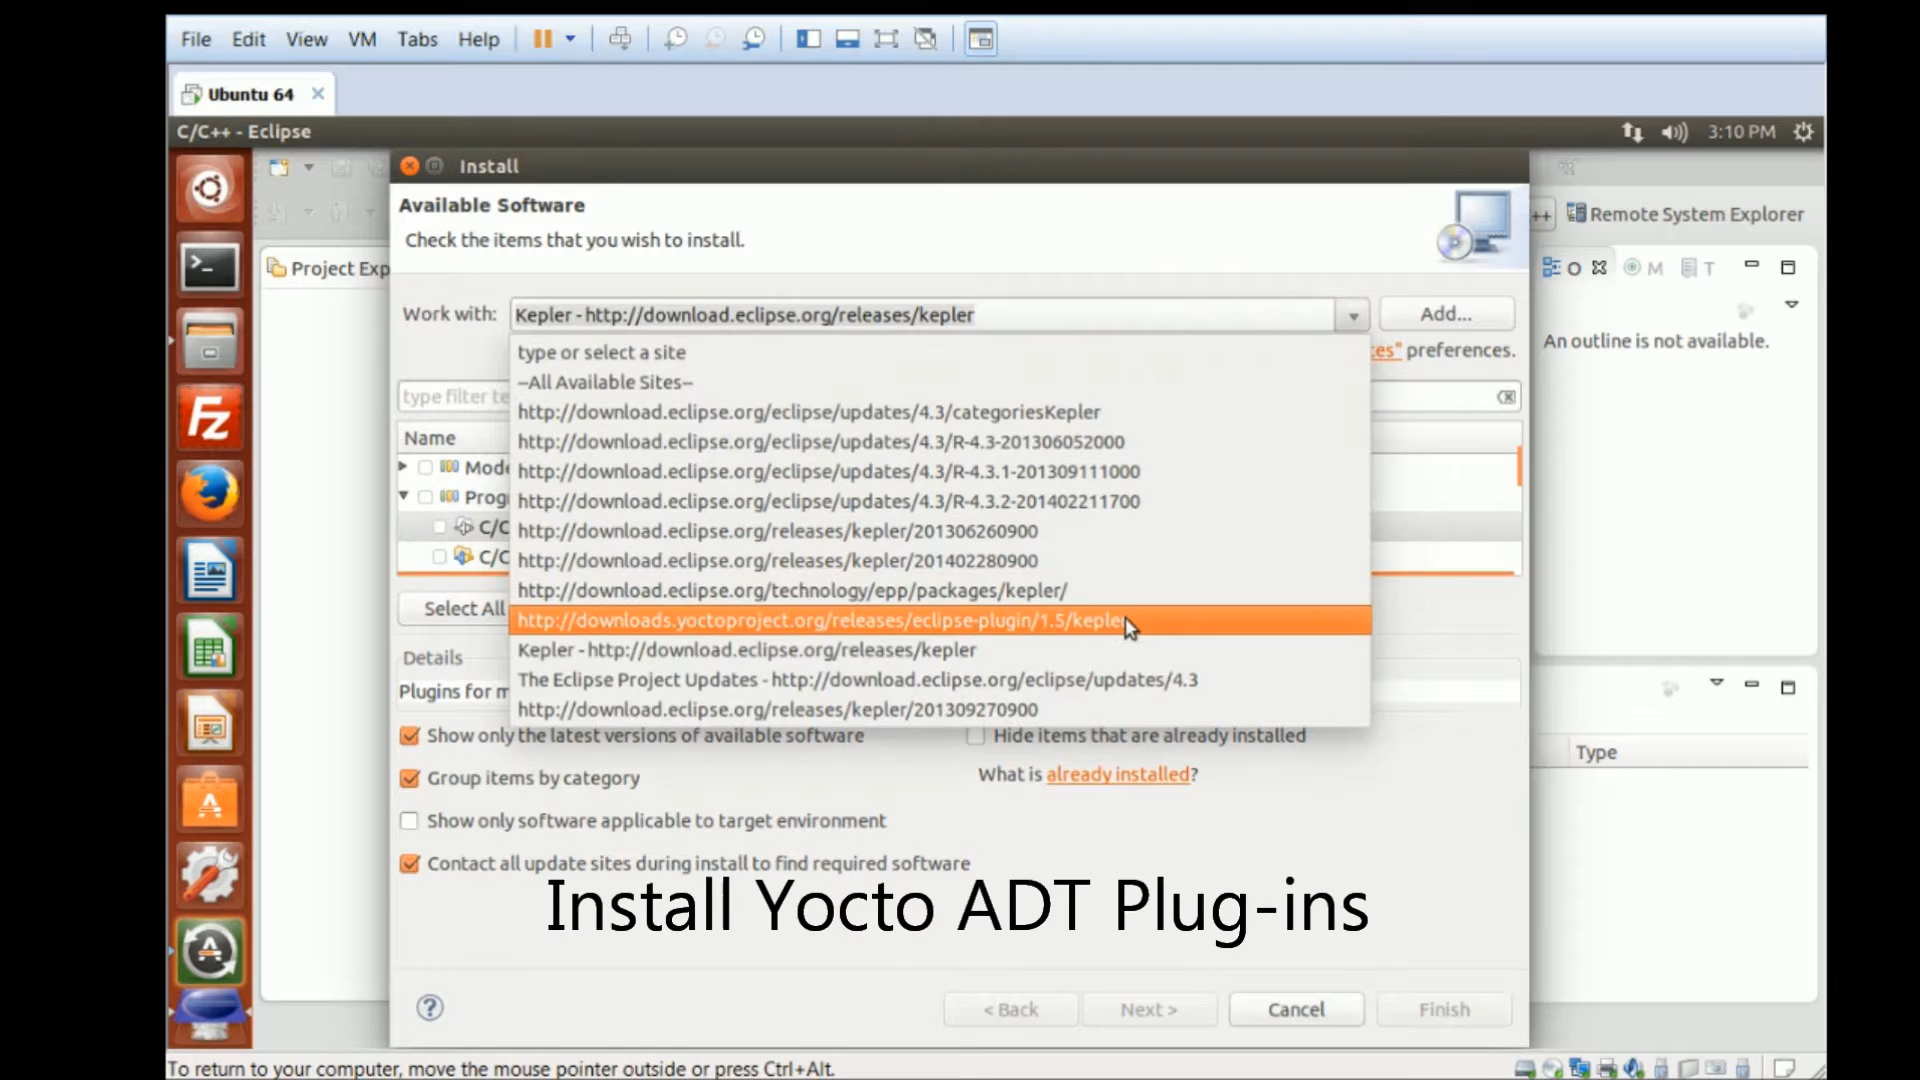 File Edit View VM Tabs Help
Ubuntu 64
C/C++ - Eclipse
3:10 PM
Install
Available Software
Check the items that you wish to install.
++ Remote System Explorer
Project Exp
O M T
Work with: Kepler - http://download.eclipse.org/releases/kepler Add...
type or select a site
preferences.
An outline is not available.
--All Available Sites--
type filter te
http://download.eclipse.org/eclipse/updates/4.3/categoriesKepler
Name
http://download.eclipse.org/eclipse/updates/4.3/R-4.3-201306052000
Mode
http://download.eclipse.org/eclipse/updates/4.3/R-4.3.1-201309111000
Prog
http://download.eclipse.org/eclipse/updates/4.3/R-4.3.2-201402211700
C/C
http://download.eclipse.org/releases/kepler/201306260900
C/C
http://download.eclipse.org/releases/kepler/201402280900
http://download.eclipse.org/technology/epp/packages/kepler/
Select All
http://downloads.yoctoproject.org/releases/eclipse-plugin/1.5/kepler
Kepler - http://download.eclipse.org/releases/kepler
Details
The Eclipse Project Updates - http://download.eclipse.org/eclipse/updates/4.3
Plugins for m
http://download.eclipse.org/releases/kepler/201309270900
Show only the latest versions of available software
Hide items that are already installed
Type
Group items by category
What is already installed?
Show only software applicable to target environment
Contact all update sites during install to find required software
Install Yocto ADT Plug-ins
< Back Next > Cancel Finish
To return to your computer, move the mouse pointer outside or press Ctrl+Alt.